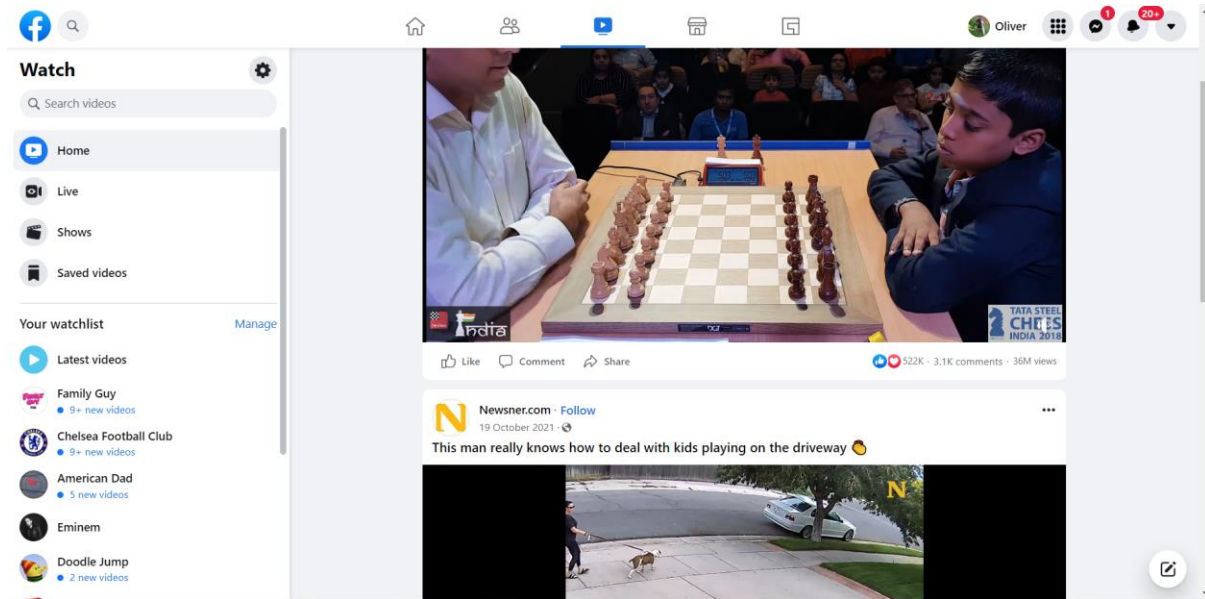 1
20+
Oliver
Watch
Search videos
Home
Live
Shows
Saved videos
Your watchlist
Manage
Latest videos
Family Guy
9+ new videos
Chelsea Football Club
9+ new videos
American Dad
5 new videos
Eminem
Doodle Jump
2 new videos
India
DGT
TATA STEEL
CHESS
INDIA 2018
Like
Comment
Share
522K · 3.1K comments · 36M views
N
Newsner.com · Follow
19 October 2021 ·
This man really knows how to deal with kids playing on the driveway
N